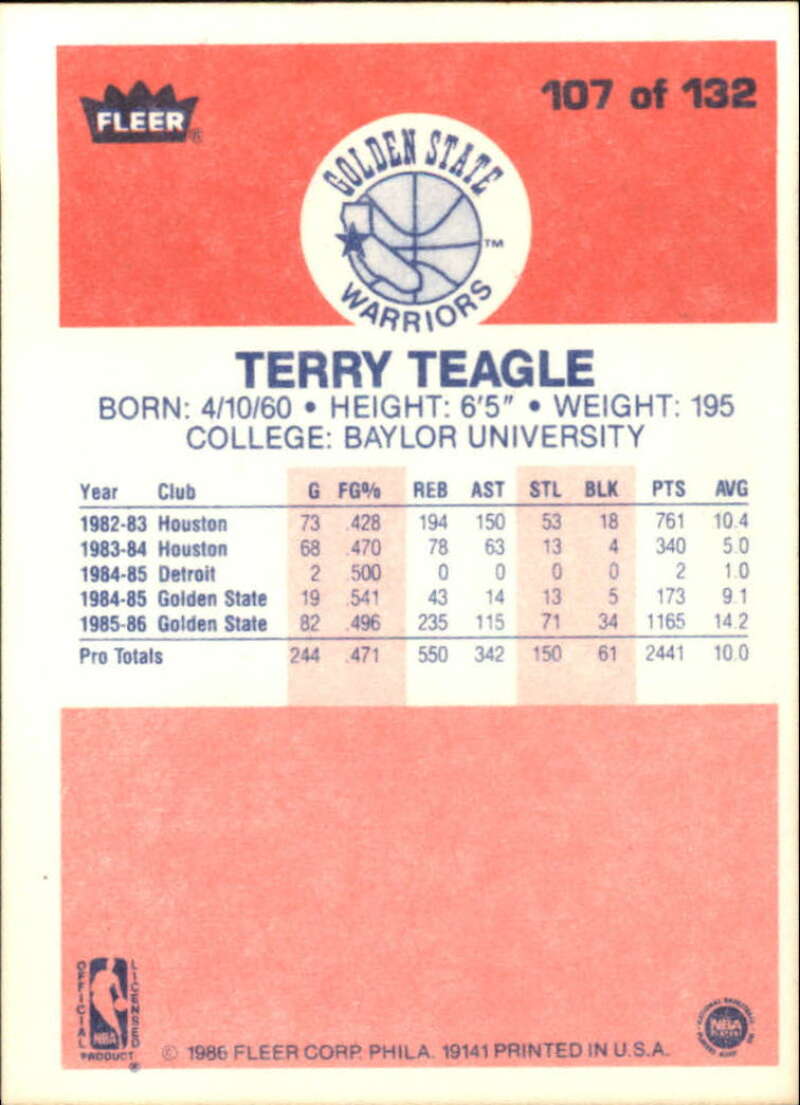 FLEER®
107 of 132
GOLDEN STATE
WARRIORS
™
TERRY TEAGLE
BORN: 4/10/60 • HEIGHT: 6'5" • WEIGHT: 195
COLLEGE: BAYLOR UNIVERSITY
Year Club G FG% REB AST STL BLK PTS AVG
1982-83 Houston 73 .428 194 150 53 18 761 10.4
1983-84 Houston 68 .470 78 63 13 4 340 5.0
1984-85 Detroit 2 .500 0 0 0 0 2 1.0
1984-85 Golden State 19 .541 43 14 13 5 173 9.1
1985-86 Golden State 82 .496 235 115 71 34 1165 14.2
Pro Totals 244 .471 550 342 150 61 2441 10.0
OFFICIAL
LICENSED
NBA
PRODUCT®
© 1986 FLEER CORP. PHILA. 19141 PRINTED IN U.S.A.
NATIONAL BASKETBALL
NBA